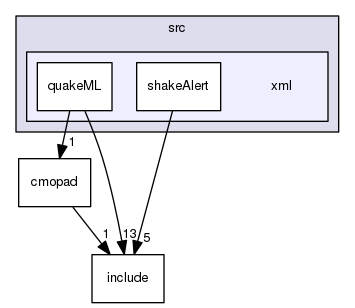 src
quakeML
shakeAlert
xml
1
cmopad
1
13
5
include